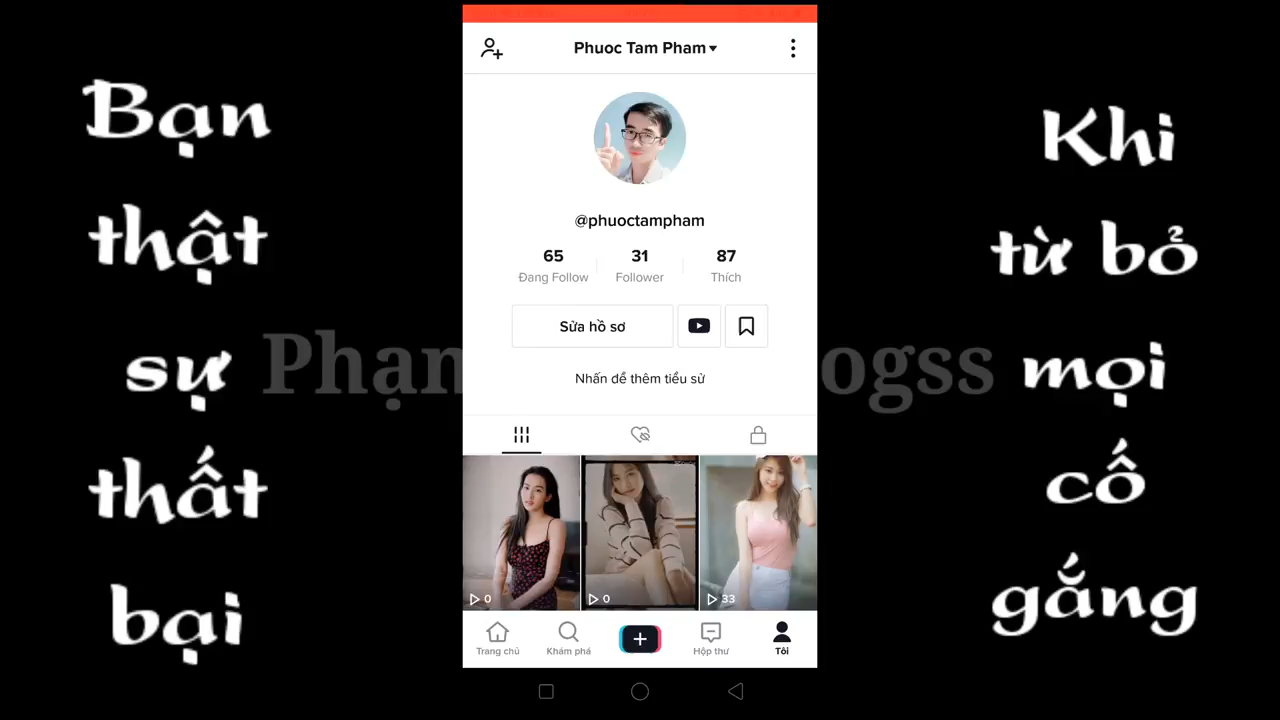 Bạn
thật
sự
thất
bại
Phuoc Tam Pham
@phuoctampham
65 31 87
Đang Follow Follower Thích
Sửa hồ sơ
Nhấn để thêm tiểu sử
0 0 33
Trang chủ Khám phá Hộp thư Tôi
Khi
từ bỏ
mọi
cố
gắng